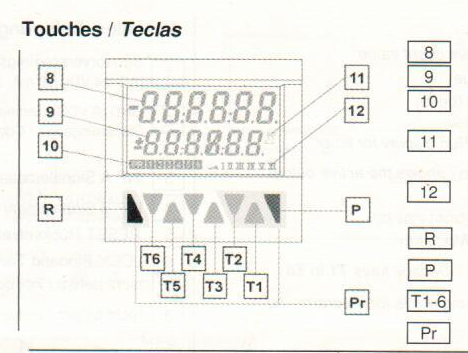 Touches / Teclas
8
9
10
11
12
R
P
T6 T4 T2
T5 T3 T1
Pr
8
9
10
11
12
R
P
T1-6
Pr